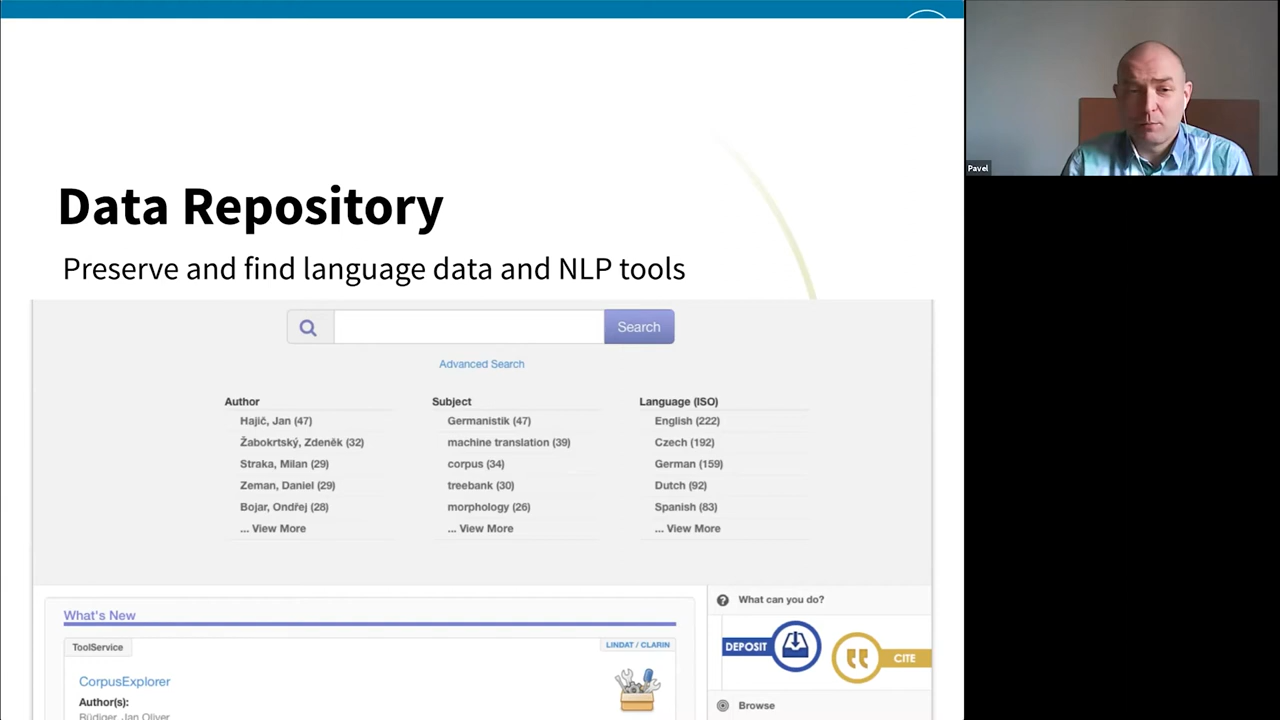 Data Repository
Preserve and find language data and NLP tools
Search
Advanced Search
Author
Hajič, Jan (47)
Žabokrtský, Zdeněk (32)
Straka, Milan (29)
Zeman, Daniel (29)
Bojar, Ondřej (28)
... View More
Subject
Germanistik (47)
machine translation (39)
corpus (34)
treebank (30)
morphology (26)
... View More
Language (ISO)
English (222)
Czech (192)
German (159)
Dutch (92)
Spanish (83)
... View More
What's New
ToolService
LINDAT / CLARIN
CorpusExplorer
Author(s):
Rüdiger, Jan Oliver
What can you do?
DEPOSIT
CITE
Browse
Pavel